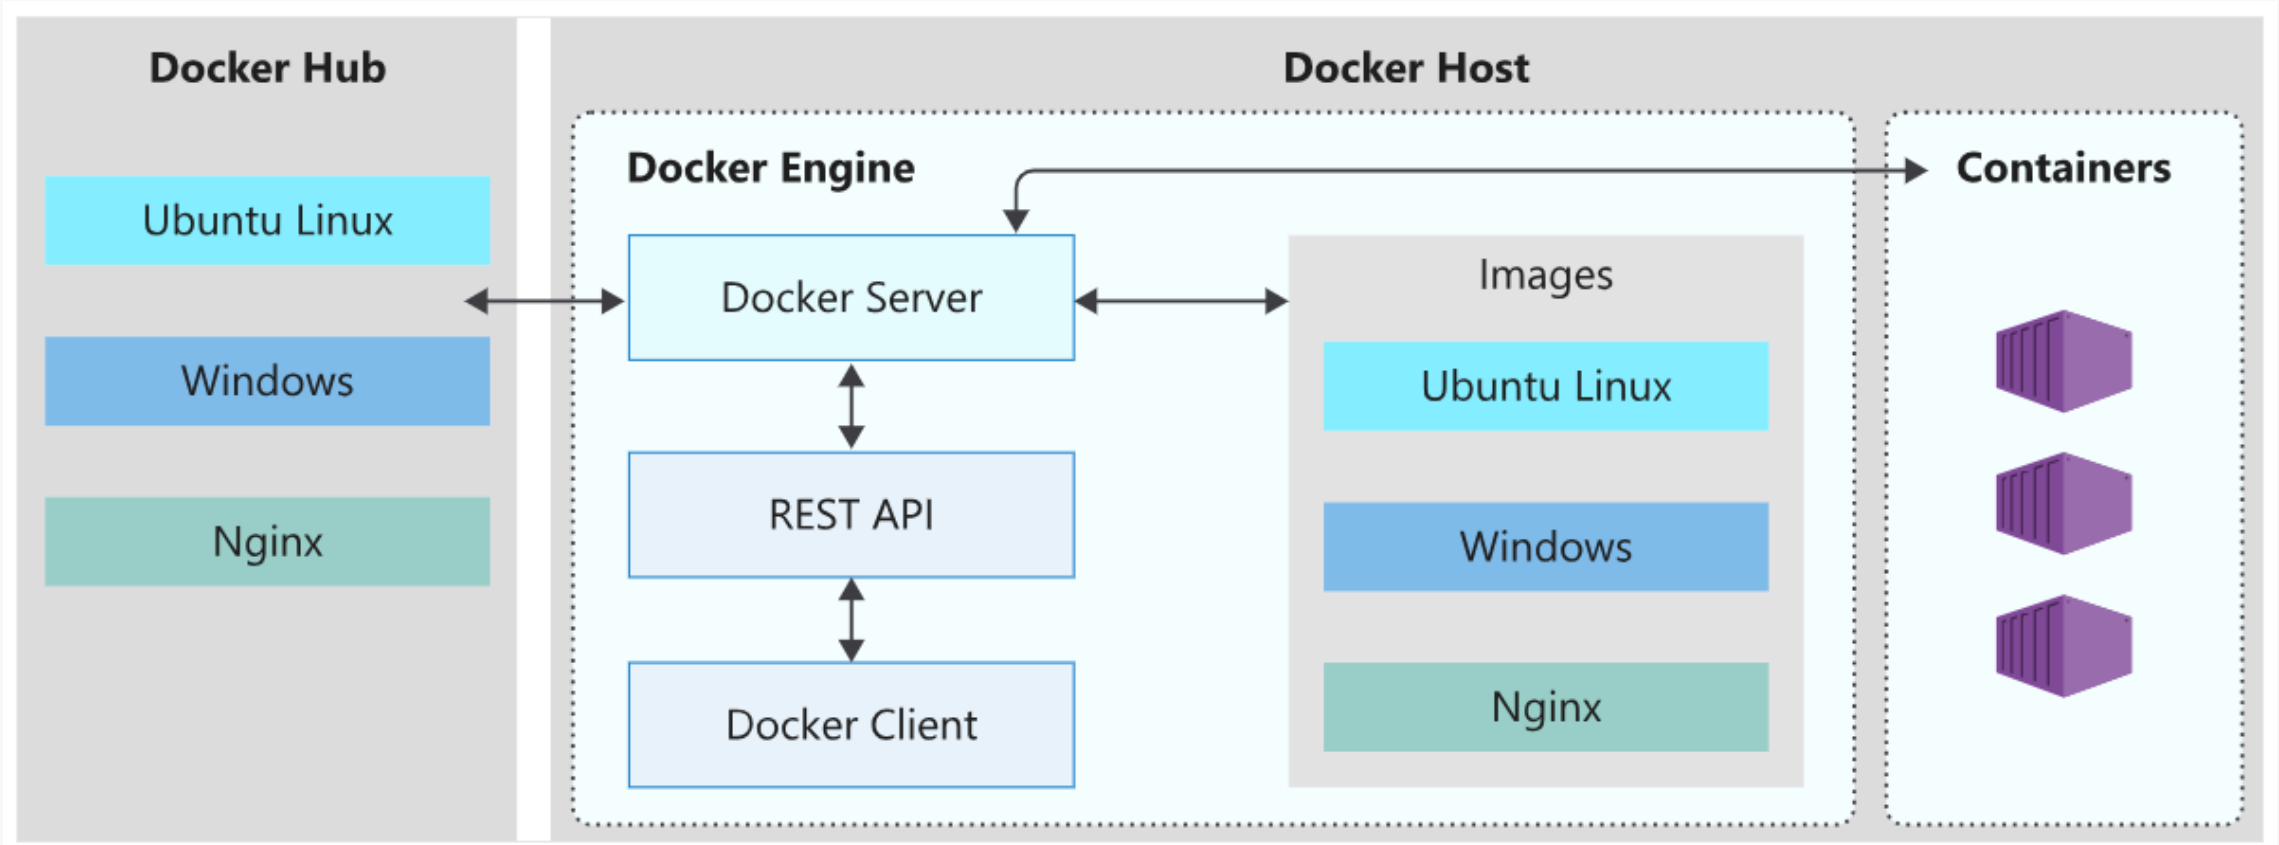 Docker Hub
Ubuntu Linux
Windows
Nginx
Docker Host
Docker Engine
Docker Server
REST API
Docker Client
Images
Ubuntu Linux
Windows
Nginx
Containers